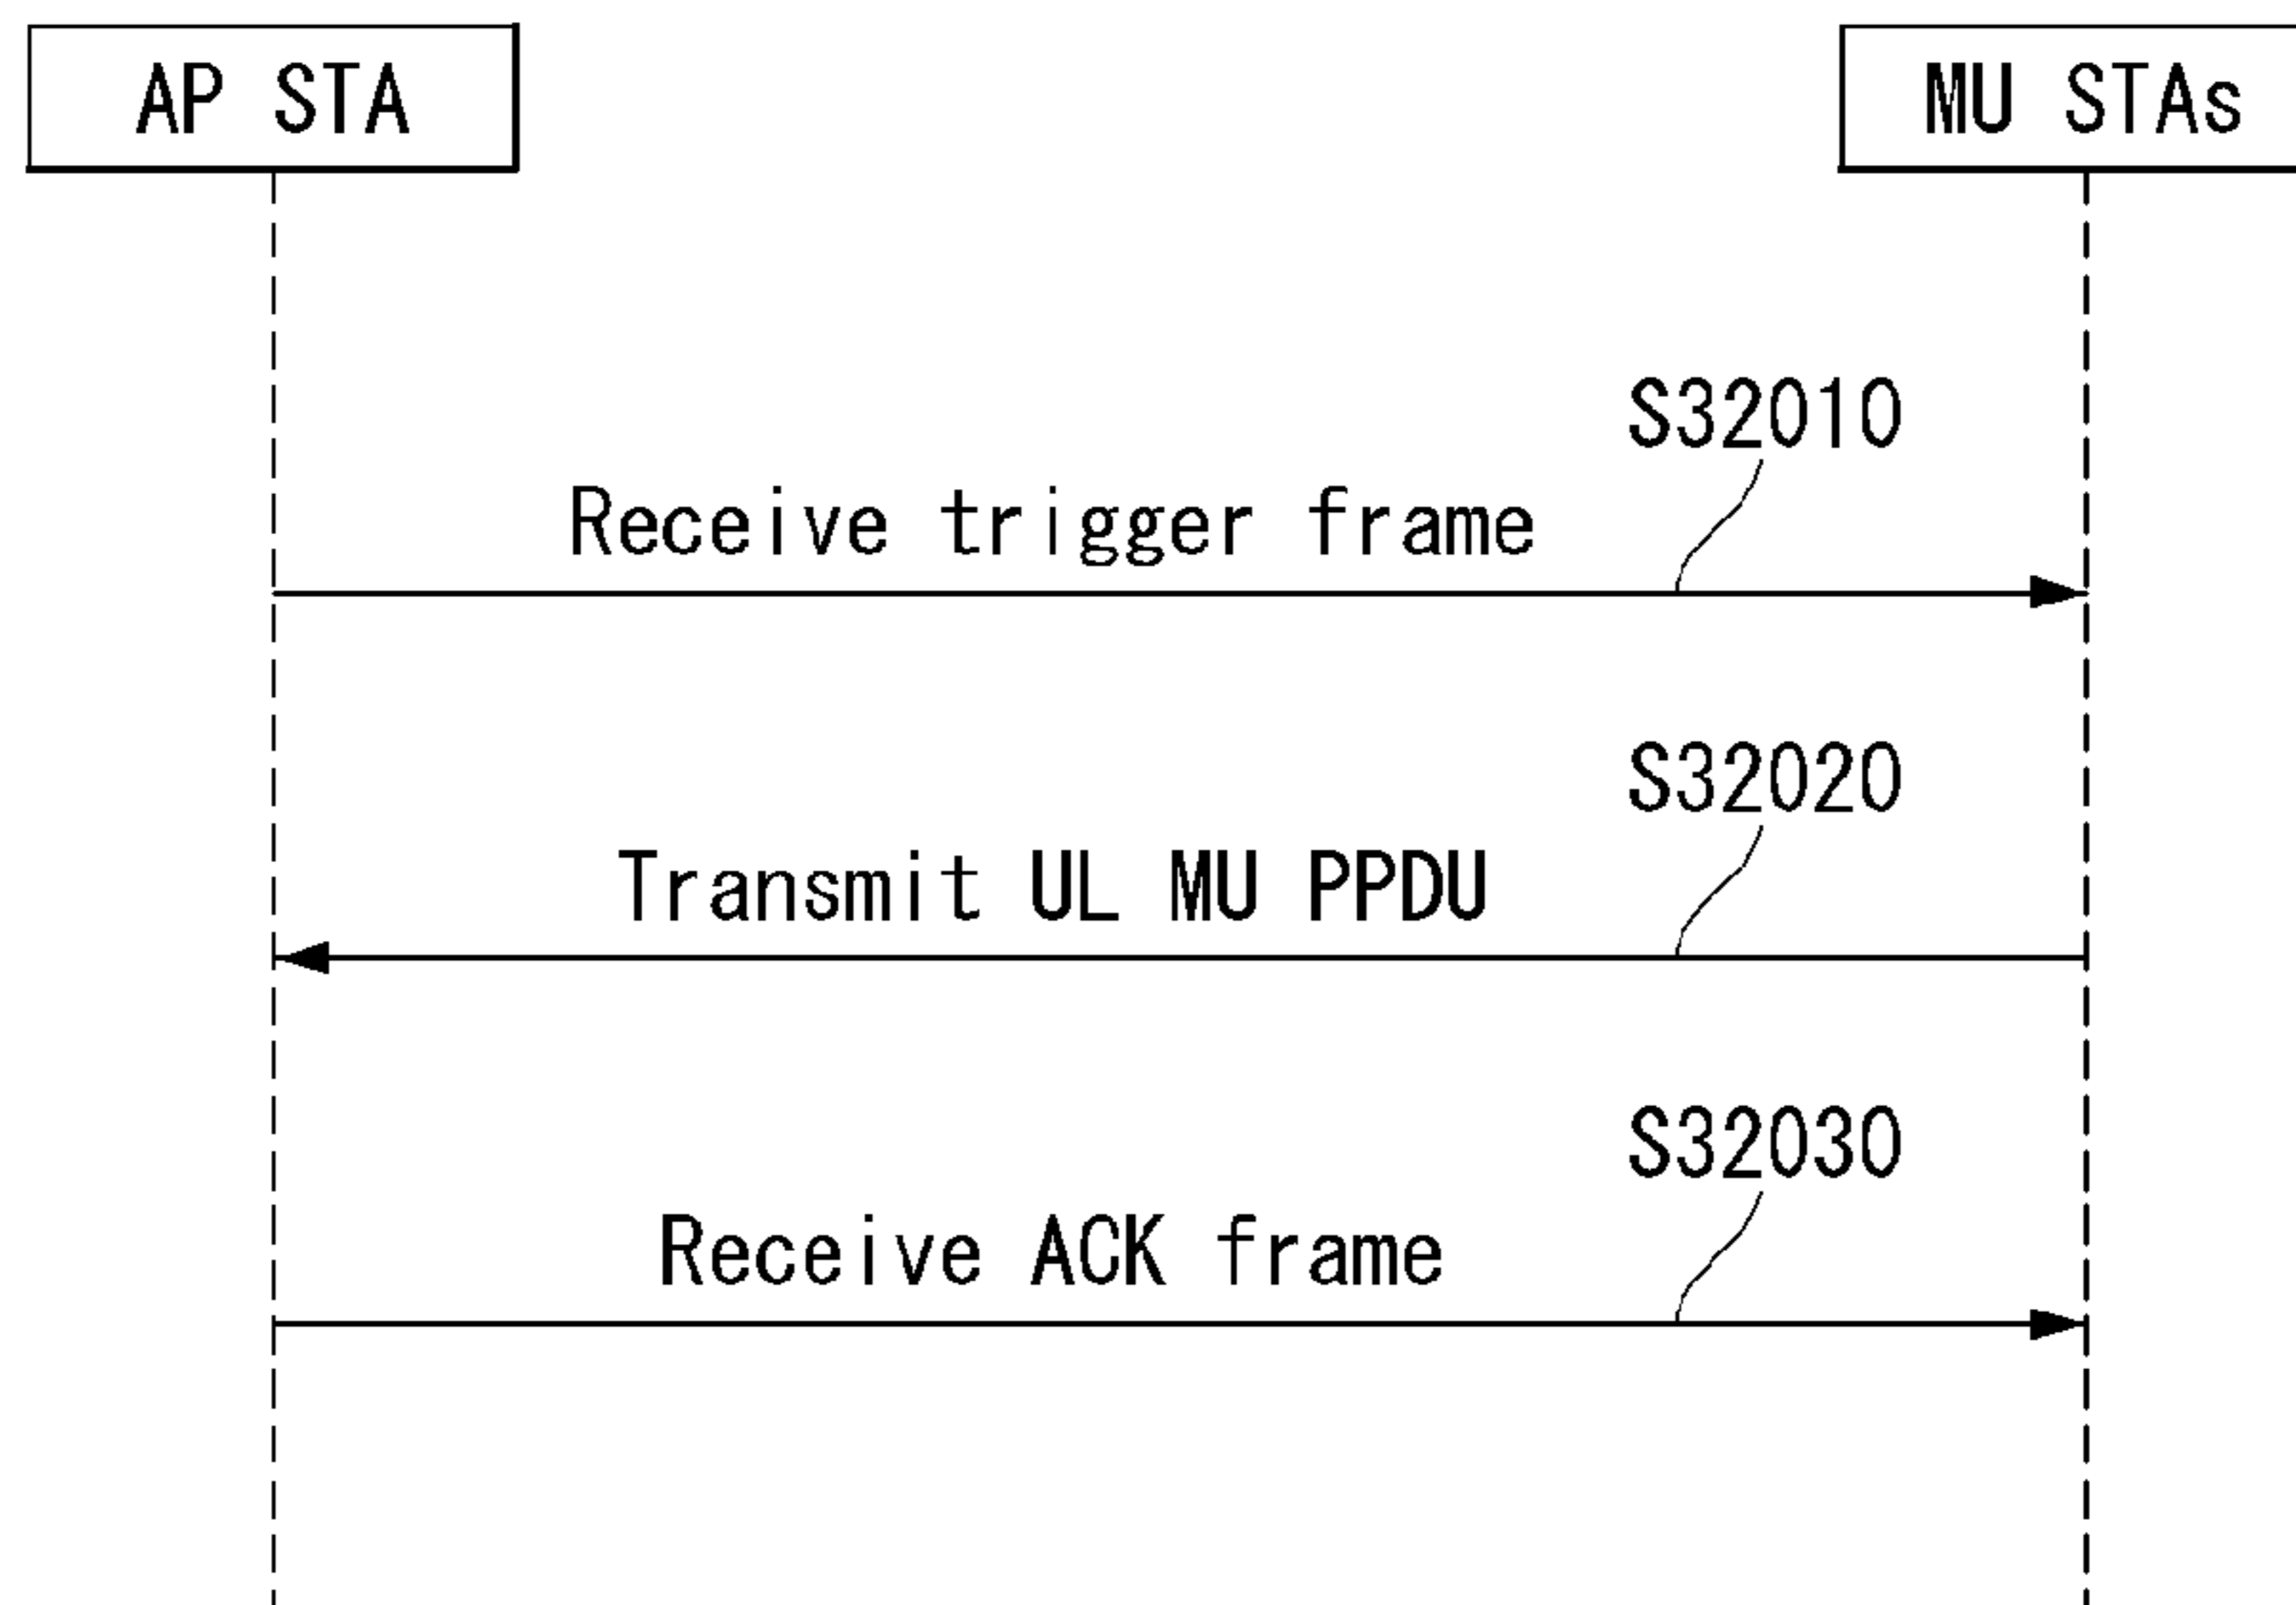 AP STA
MU STAs
S32010
Receive trigger frame
S32020
Transmit UL MU PPDU
S32030
Receive ACK frame